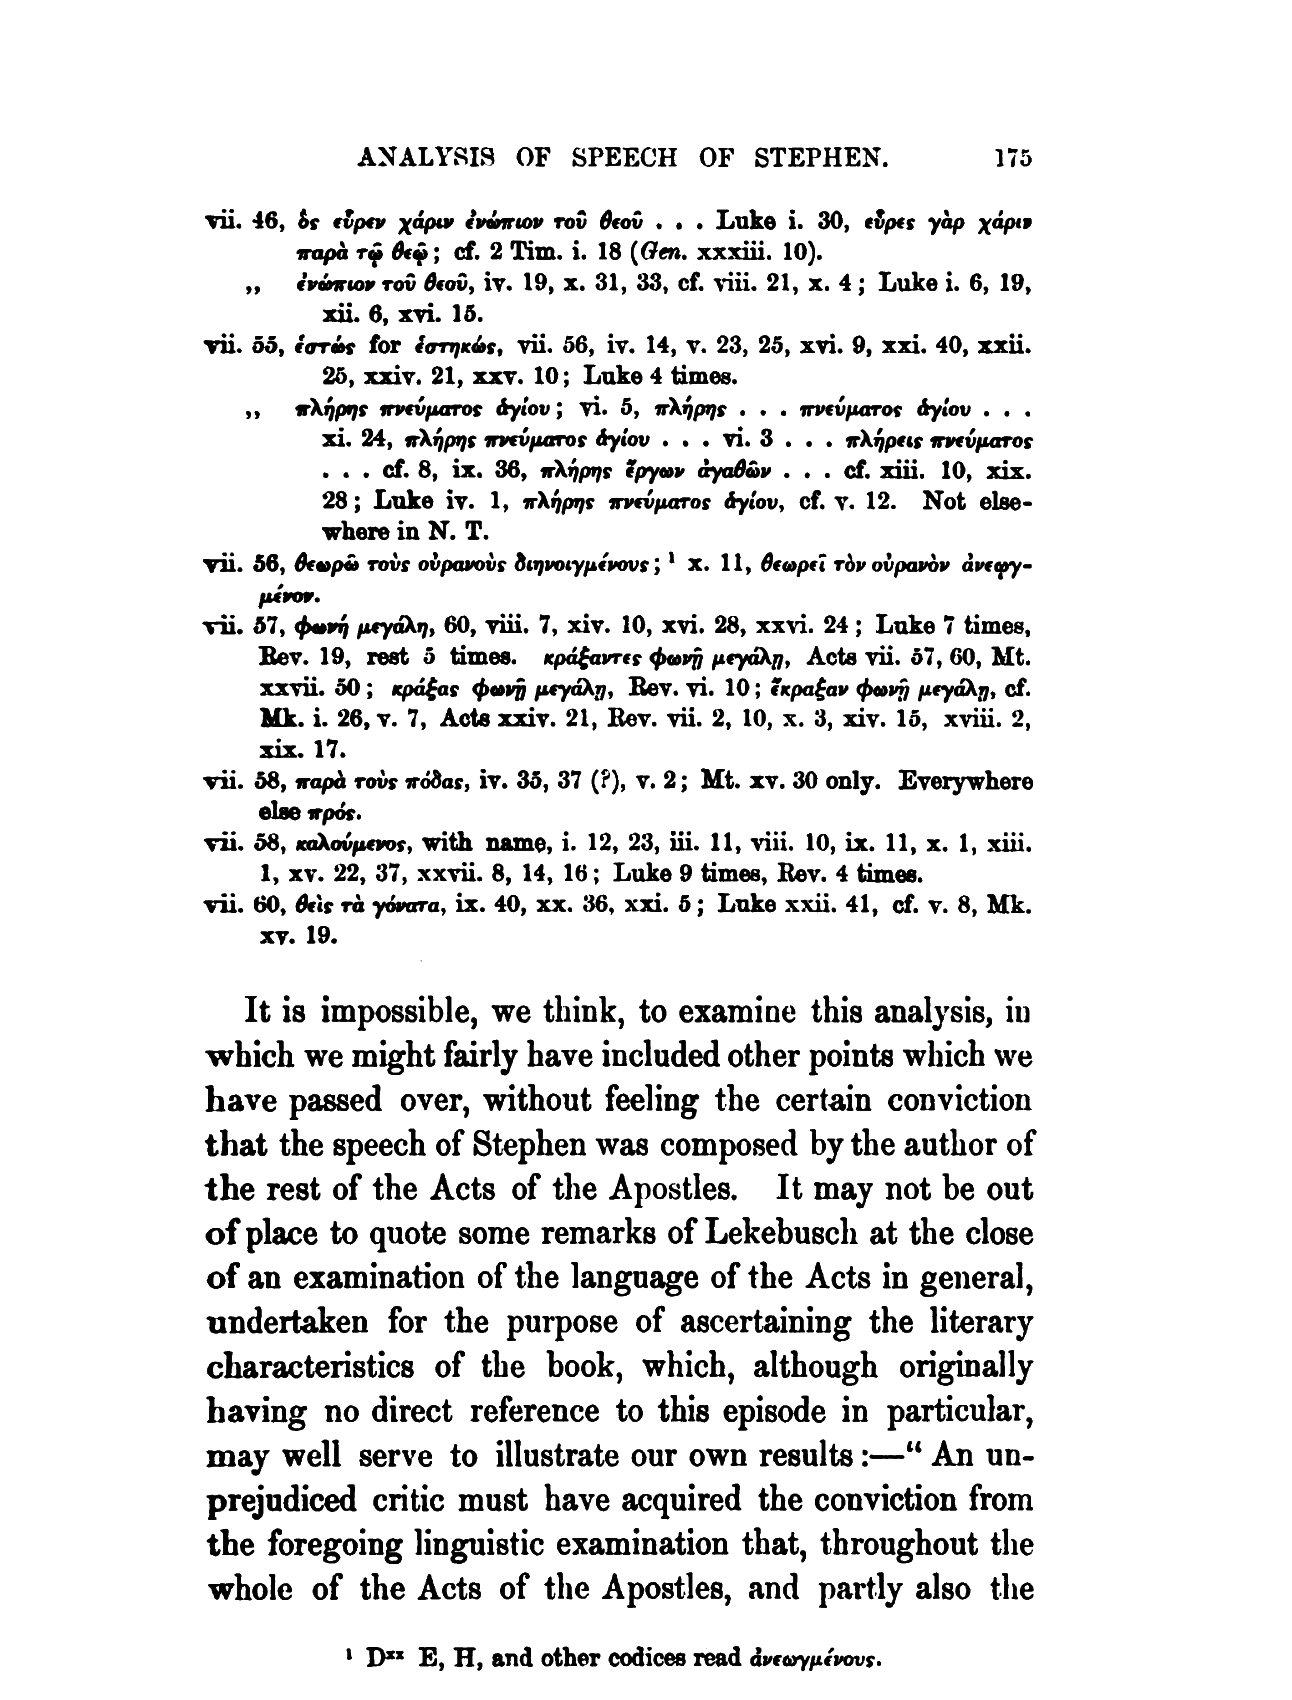 ANALYSIS OF SPEECH OF STEPHEN. 175
vii. 46, ὃς εὗρεν χάριν ἐνώπιον τοῦ θεοῦ . . . Luke i. 30, εὗρες γὰρ χάριν
παρὰ τῷ θεῷ; cf. 2 Tim. i. 18 (Gen. xxxiii. 10).
,, ἐνώπιον τοῦ θεοῦ, iv. 19, x. 31, 33, cf. viii. 21, x. 4; Luke i. 6, 19,
xii. 6, xvi. 15.
vii. 55, ἑστώς for ἑστηκώς, vii. 56, iv. 14, v. 23, 25, xvi. 9, xxi. 40, xxii.
25, xxiv. 21, xxv. 10; Luke 4 times.
,, πλήρης πνεύματος ἁγίου; vi. 5, πλήρης . . . πνεύματος ἁγίου . . .
xi. 24, πλήρης πνεύματος ἁγίου . . . vi. 3 . . . πλήρεις πνεύματος
. . . cf. 8, ix. 36, πλήρης ἔργων ἀγαθῶν . . . cf. xiii. 10, xix.
28; Luke iv. 1, πλήρης πνεύματος ἁγίου, cf. v. 12. Not else-
where in N. T.
vii. 56, θεωρῶ τοὺς οὐρανοὺς διηνοιγμένους;¹ x. 11, θεωρεῖ τὸν οὐρανὸν ἀνεῳγ-
μένον.
vii. 57, φωνή μεγάλη, 60, viii. 7, xiv. 10, xvi. 28, xxvi. 24; Luke 7 times,
Rev. 19, rest 5 times. κράξαντες φωνῇ μεγάλῃ, Acts vii. 57, 60, Mt.
xxvii. 50; κράξας φωνῇ μεγάλῃ, Rev. vi. 10; ἔκραξαν φωνῇ μεγάλῃ, cf.
Mk. i. 26, v. 7, Acts xxiv. 21, Rev. vii. 2, 10, x. 3, xiv. 15, xviii. 2,
xix. 17.
vii. 58, παρὰ τοὺς πόδας, iv. 35, 37 (?), v. 2; Mt. xv. 30 only. Everywhere
else πρός.
vii. 58, καλούμενος, with name, i. 12, 23, iii. 11, viii. 10, ix. 11, x. 1, xiii.
1, xv. 22, 37, xxvii. 8, 14, 16; Luke 9 times, Rev. 4 times.
vii. 60, θεὶς τὰ γόνατα, ix. 40, xx. 36, xxi. 5; Luke xxii. 41, cf. v. 8, Mk.
xv. 19.
It is impossible, we think, to examine this analysis, in
which we might fairly have included other points which we
have passed over, without feeling the certain conviction
that the speech of Stephen was composed by the author of
the rest of the Acts of the Apostles. It may not be out
of place to quote some remarks of Lekebusch at the close
of an examination of the language of the Acts in general,
undertaken for the purpose of ascertaining the literary
characteristics of the book, which, although originally
having no direct reference to this episode in particular,
may well serve to illustrate our own results :—“ An un-
prejudiced critic must have acquired the conviction from
the foregoing linguistic examination that, throughout the
whole of the Acts of the Apostles, and partly also the
¹ Dˣˣ E, H, and other codices read ἀνεωγμένους.